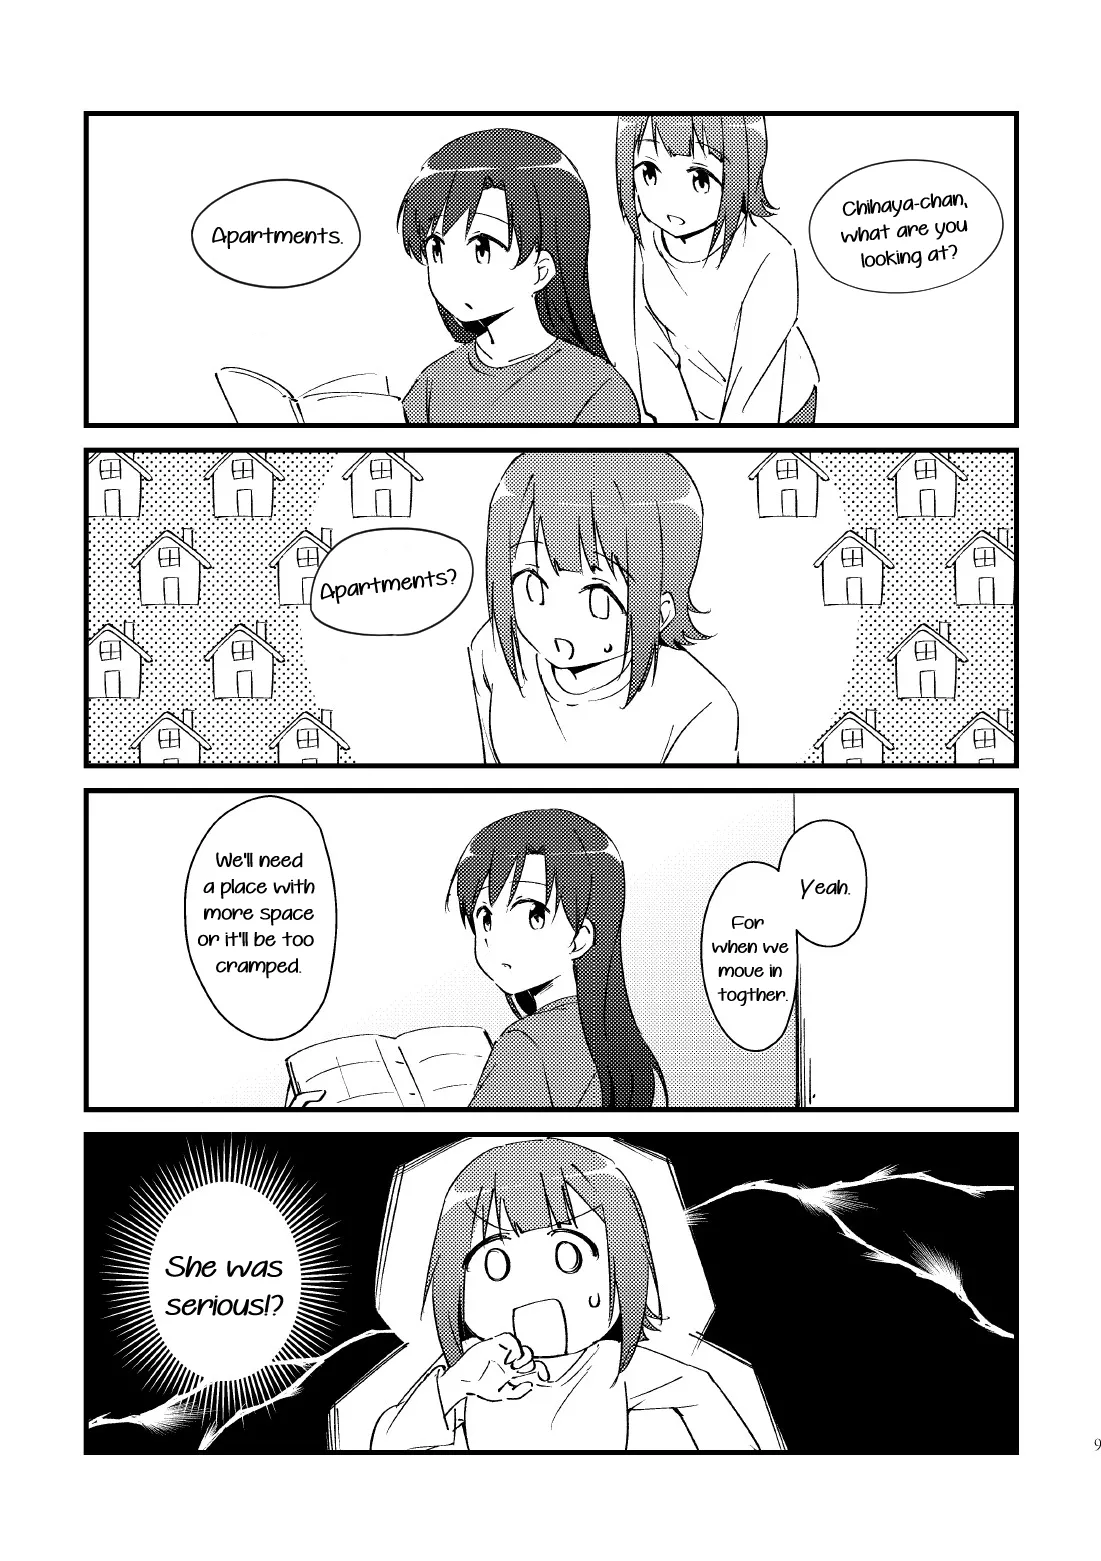 Chihaya-chan,
what are you
looking at?
Apartments.
Apartments?
Yeah.
For
when we
move in
togther.
We'll need
a place with
more space
or it'll be too
cramped.
She was
serious!?
9